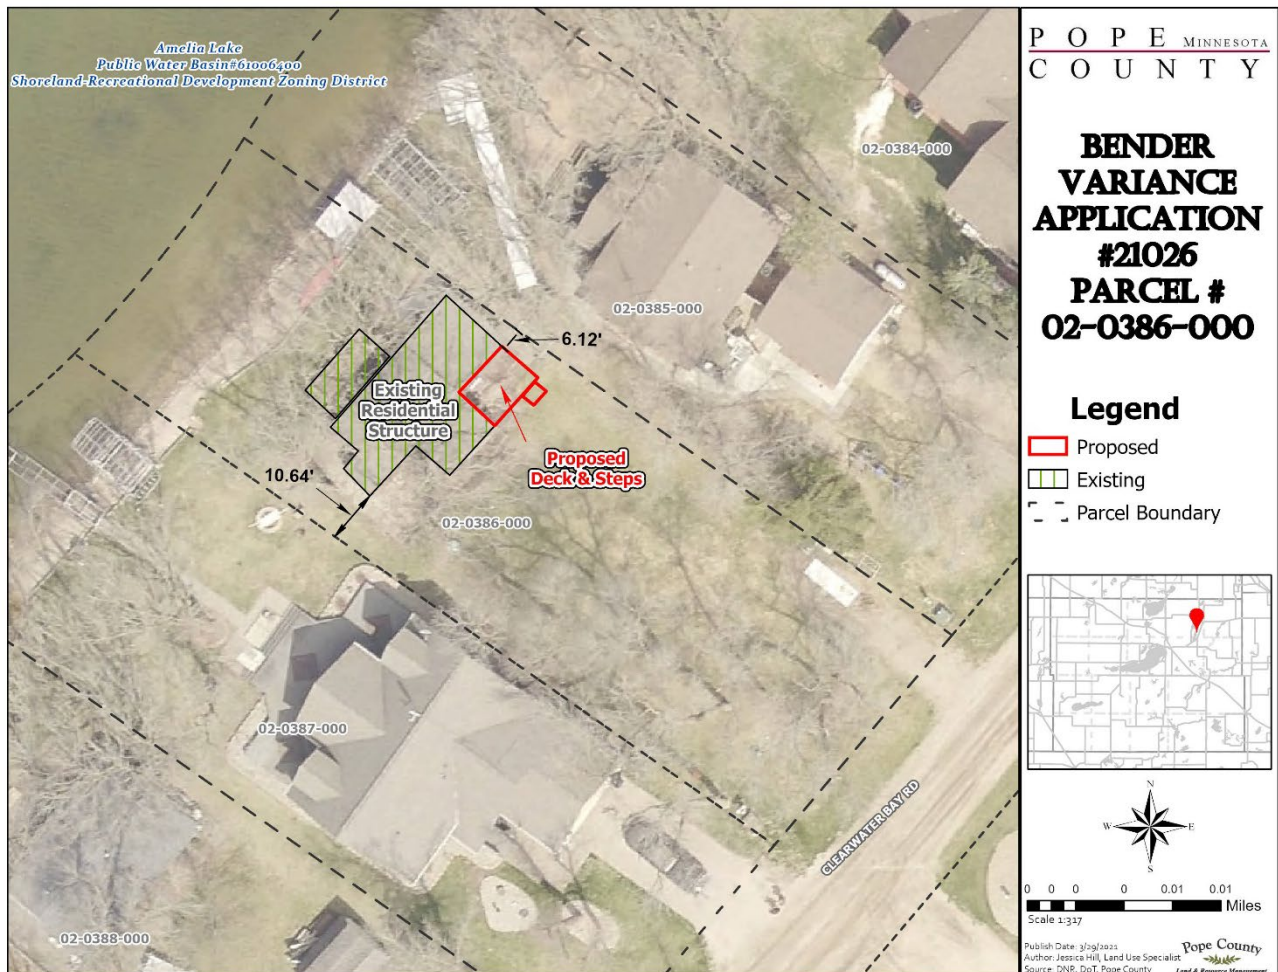 Amelia Lake
Public Water Basin#61006400
Shoreland-Recreational Development Zoning District
02-0384-000
02-0385-000
6.12'
Existing
Residential
Structure
Proposed
Deck & Steps
10.64'
02-0386-000
02-0387-000
CLEARWATER BAY RD
02-0388-000
POPE MINNESOTA
COUNTY
BENDER
VARIANCE
APPLICATION
#21026
PARCEL #
02-0386-000
Legend
Proposed
Existing
Parcel Boundary
N
W E
S
0 0 0 0 0.01 0.01
Miles
Scale 1:317
Publish Date: 3/29/2021
Author: Jessica Hill, Land Use Specialist
Source: DNR, DoT, Pope County
Pope County
Land & Resource Management